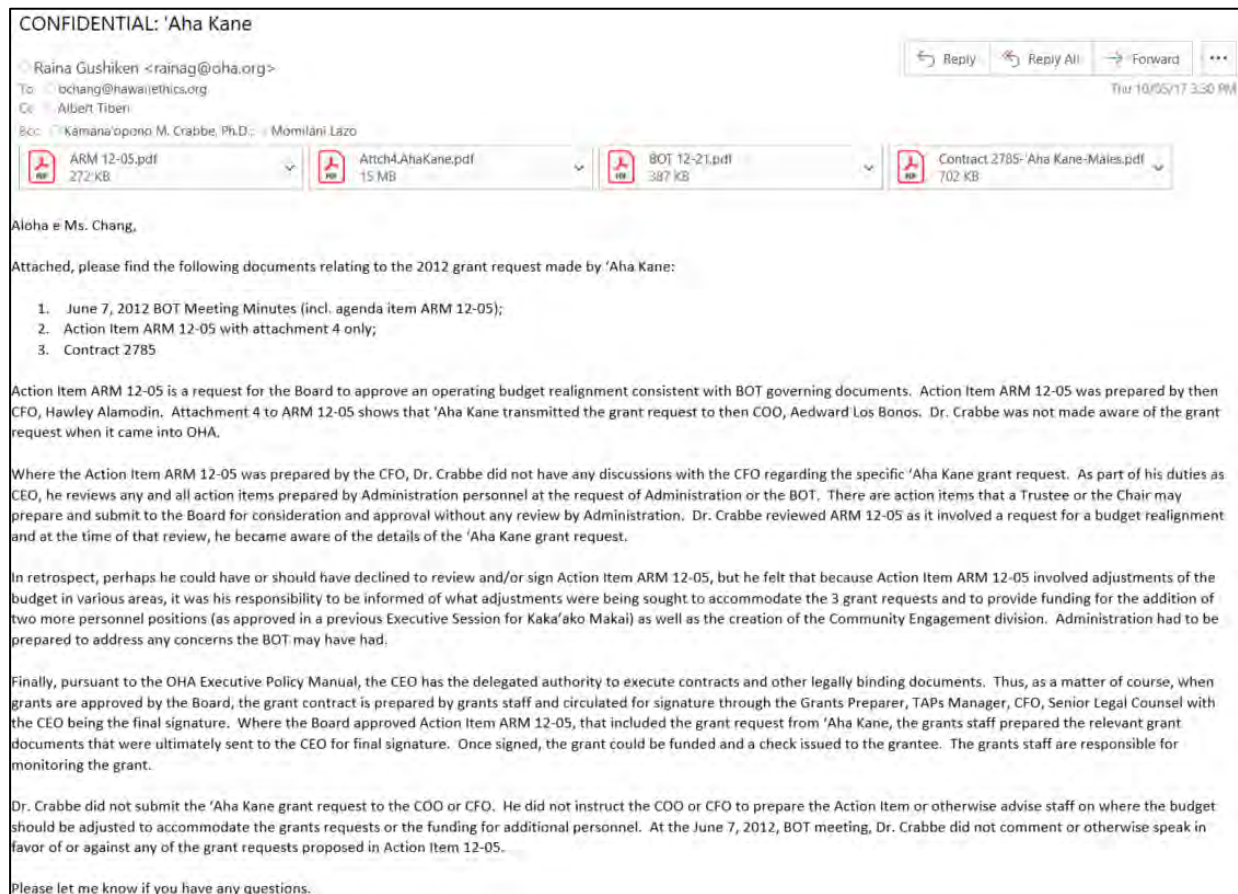 CONFIDENTIAL: 'Aha Kane
Reply Reply All Forward ...
Raina Gushiken <rainag@oha.org>
To bchang@hawaiiethics.org
Thu 10/05/17 3:30 PM
Cc Albert Tiberi
Bcc Kamana'opono M. Crabbe, Ph.D.; Momilani Lazo
ARM 12-05.pdf
272 KB
Attch4.AhaKane.pdf
15 MB
BOT 12-21.pdf
387 KB
Contract 2785-'Aha Kane-Males.pdf
702 KB
Aloha e Ms. Chang,
Attached, please find the following documents relating to the 2012 grant request made by 'Aha Kane:
1. June 7, 2012 BOT Meeting Minutes (incl. agenda item ARM 12-05);
2. Action Item ARM 12-05 with attachment 4 only;
3. Contract 2785
Action Item ARM 12-05 is a request for the Board to approve an operating budget realignment consistent with BOT governing documents. Action Item ARM 12-05 was prepared by then
CFO, Hawley Alamodin. Attachment 4 to ARM 12-05 shows that 'Aha Kane transmitted the grant request to then COO, Aedward Los Bonos. Dr. Crabbe was not made aware of the grant
request when it came into OHA.
Where the Action Item ARM 12-05 was prepared by the CFO, Dr. Crabbe did not have any discussions with the CFO regarding the specific 'Aha Kane grant request. As part of his duties as
CEO, he reviews any and all action items prepared by Administration personnel at the request of Administration or the BOT. There are action items that a Trustee or the Chair may
prepare and submit to the Board for consideration and approval without any review by Administration. Dr. Crabbe reviewed ARM 12-05 as it involved a request for a budget realignment
and at the time of that review, he became aware of the details of the 'Aha Kane grant request.
In retrospect, perhaps he could have or should have declined to review and/or sign Action Item ARM 12-05, but he felt that because Action Item ARM 12-05 involved adjustments of the
budget in various areas, it was his responsibility to be informed of what adjustments were being sought to accommodate the 3 grant requests and to provide funding for the addition of
two more personnel positions (as approved in a previous Executive Session for Kaka'ako Makai) as well as the creation of the Community Engagement division. Administration had to be
prepared to address any concerns the BOT may have had.
Finally, pursuant to the OHA Executive Policy Manual, the CEO has the delegated authority to execute contracts and other legally binding documents. Thus, as a matter of course, when
grants are approved by the Board, the grant contract is prepared by grants staff and circulated for signature through the Grants Preparer, TAPs Manager, CFO, Senior Legal Counsel with
the CEO being the final signature. Where the Board approved Action Item ARM 12-05, that included the grant request from 'Aha Kane, the grants staff prepared the relevant grant
documents that were ultimately sent to the CEO for final signature. Once signed, the grant could be funded and a check issued to the grantee. The grants staff are responsible for
monitoring the grant.
Dr. Crabbe did not submit the 'Aha Kane grant request to the COO or CFO. He did not instruct the COO or CFO to prepare the Action Item or otherwise advise staff on where the budget
should be adjusted to accommodate the grants requests or the funding for additional personnel. At the June 7, 2012, BOT meeting, Dr. Crabbe did not comment or otherwise speak in
favor of or against any of the grant requests proposed in Action Item 12-05.
Please let me know if you have any questions.